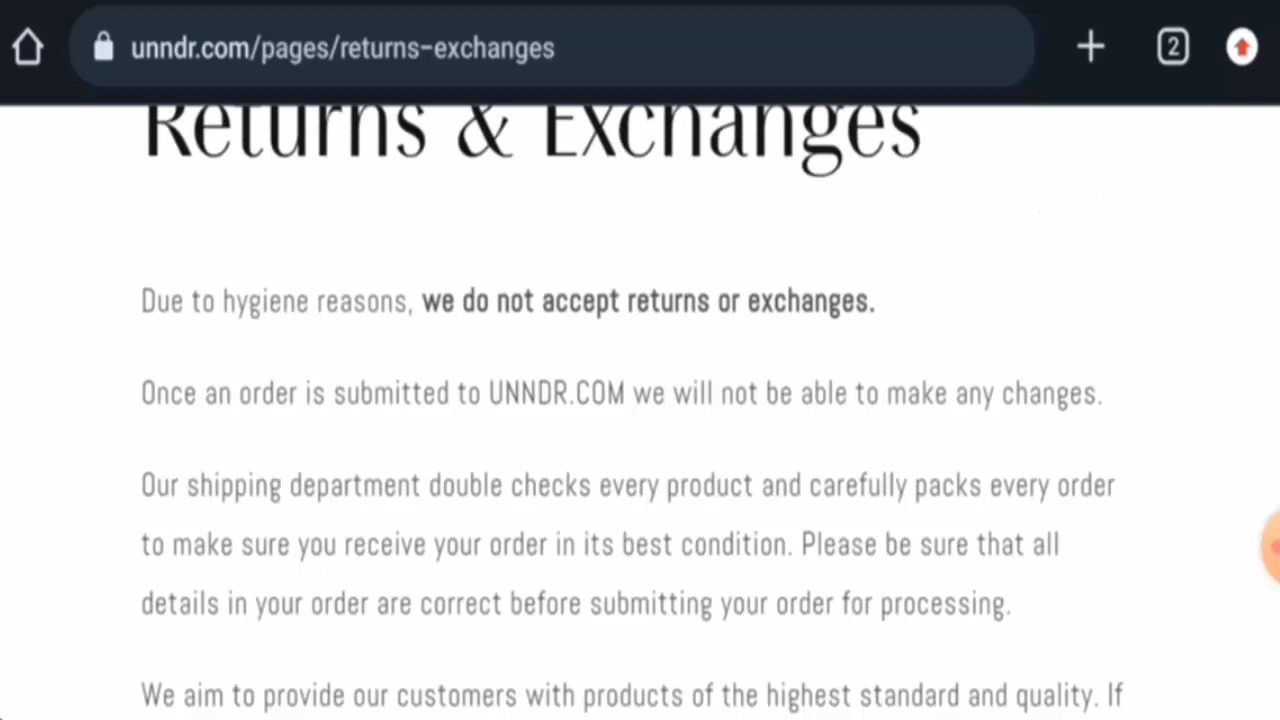 unndr.com/pages/returns-exchanges
2
Returns & Exchanges
Due to hygiene reasons, we do not accept returns or exchanges.
Once an order is submitted to UNNDR.COM we will not be able to make any changes.
Our shipping department double checks every product and carefully packs every order
to make sure you receive your order in its best condition. Please be sure that all
details in your order are correct before submitting your order for processing.
We aim to provide our customers with products of the highest standard and quality. If